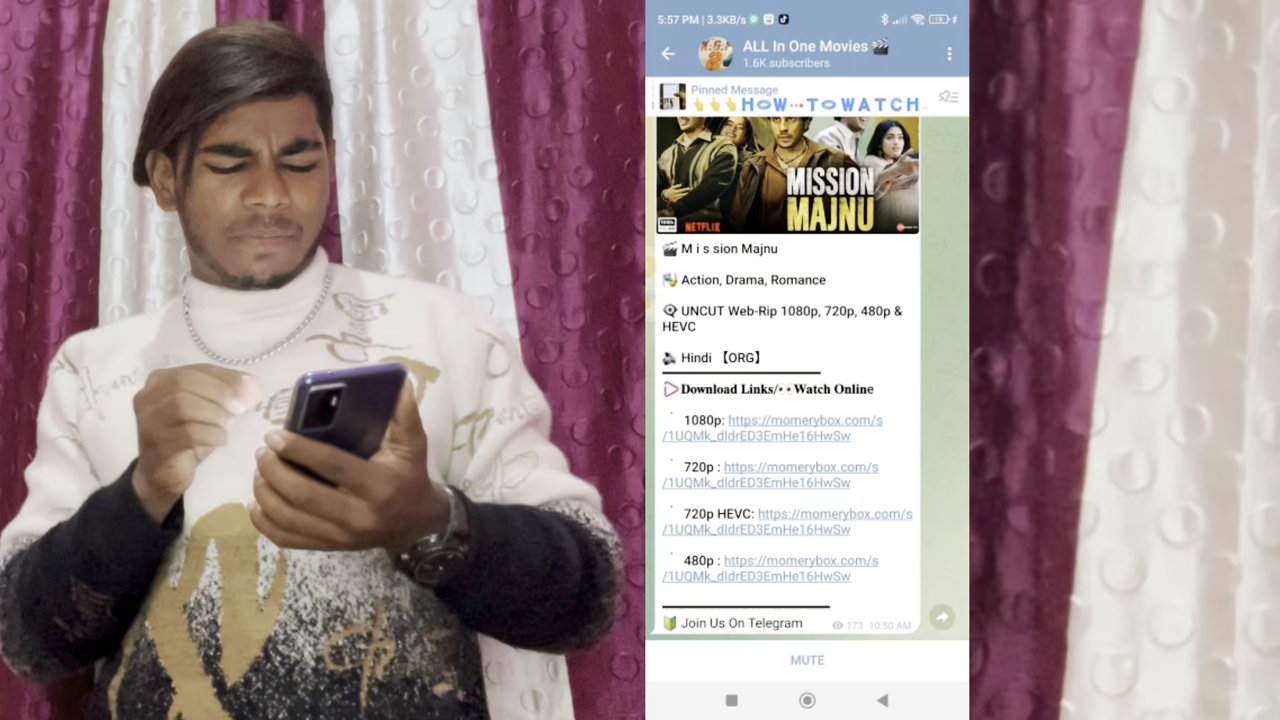 5:57 PM | 3.3KB/s
ALL In One Movies
1.6K subscribers
Pinned Message
HOW TO WATCH
MISSION
MAJNU
NETFLIX
M i s sion Majnu
Action, Drama, Romance
UNCUT Web-Rip 1080p, 720p, 480p &
HEVC
Hindi 【ORG】
Download Links/👀Watch Online
1080p: https://momerybox.com/s
/1UQMk_dldrED3EmHe16HwSw
720p : https://momerybox.com/s
/1UQMk_dldrED3EmHe16HwSw
720p HEVC: https://momerybox.com/s
/1UQMk_dldrED3EmHe16HwSw
480p : https://momerybox.com/s
/1UQMk_dldrED3EmHe16HwSw
Join Us On Telegram
173 10:50 AM
MUTE